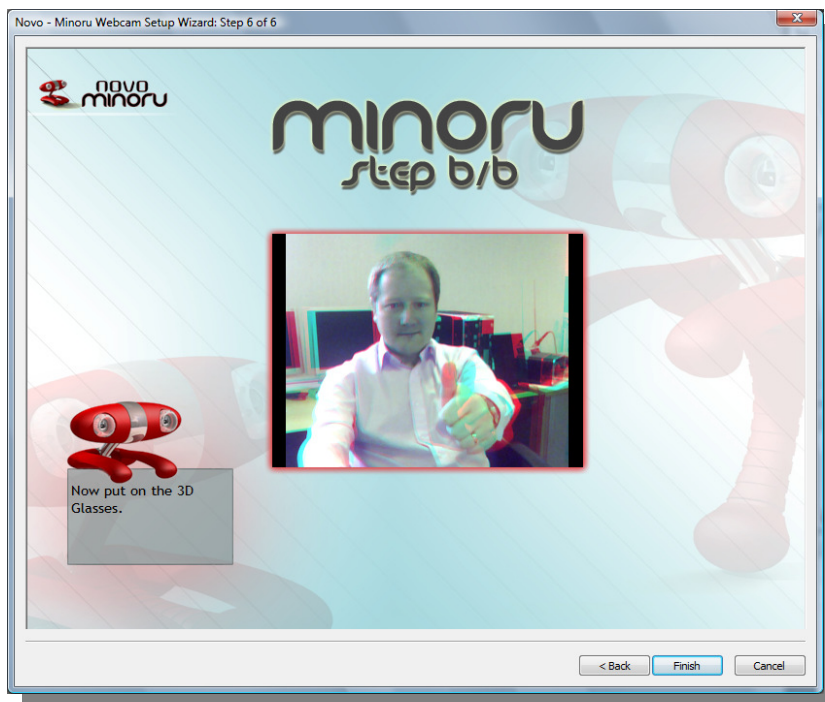 Novo - Minoru Webcam Setup Wizard: Step 6 of 6
novo
minoru
minoru
step 6/6
Now put on the 3D
Glasses.
< Back
Finish
Cancel